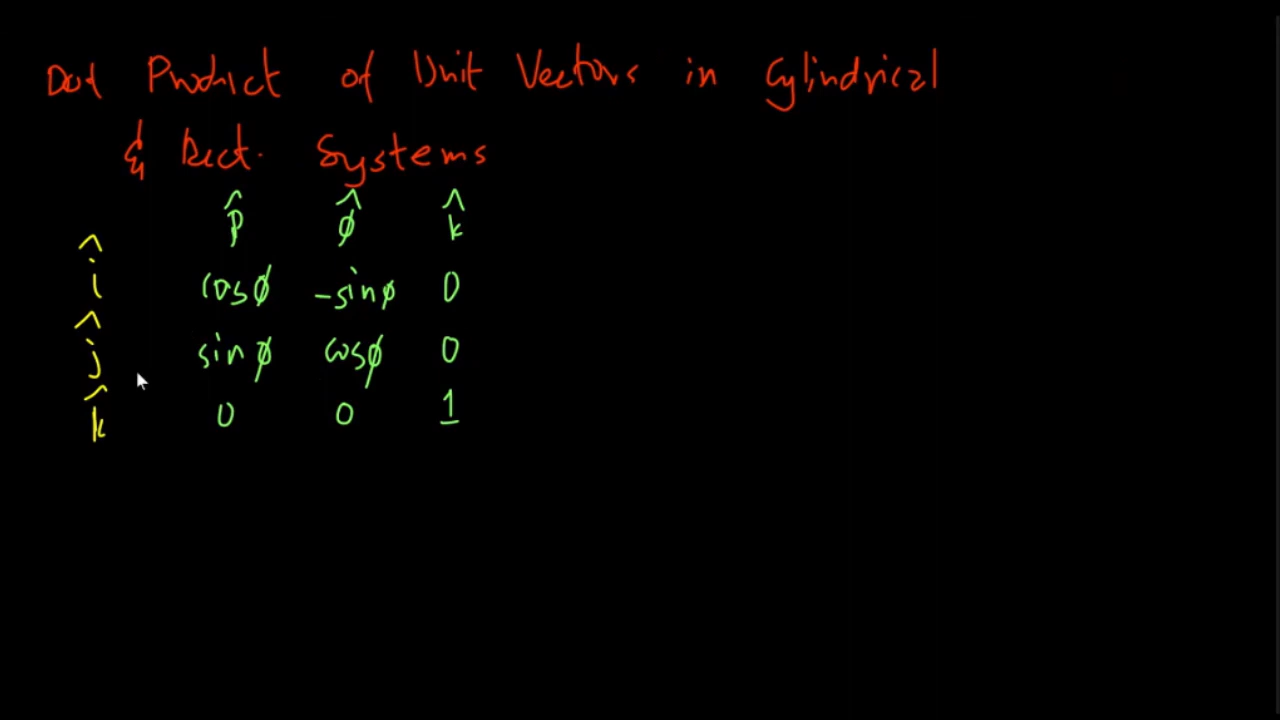 Dot Product of Unit Vectors in Cylindrical
& Rect. Systems
ρ̂ ϕ̂ k̂
î cosϕ -sinϕ 0
ĵ sinϕ cosϕ 0
k̂ 0 0 1